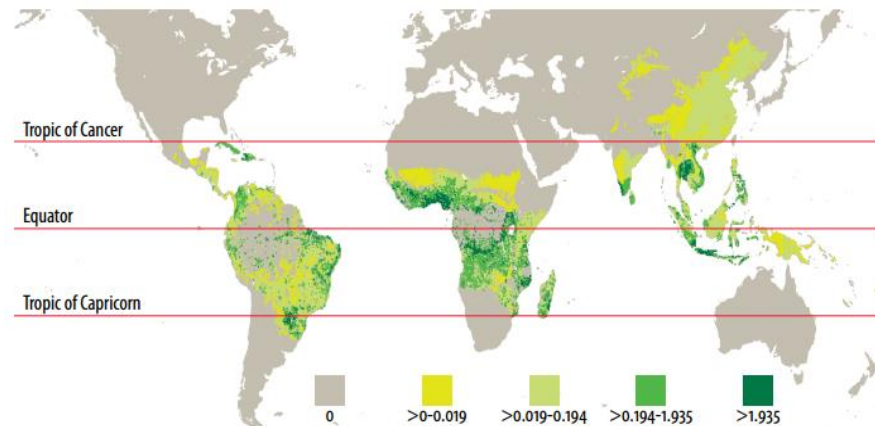 Tropic of Cancer
Equator
Tropic of Capricorn
0 >0-0.019 >0.019-0.194 >0.194-1.935 >1.935